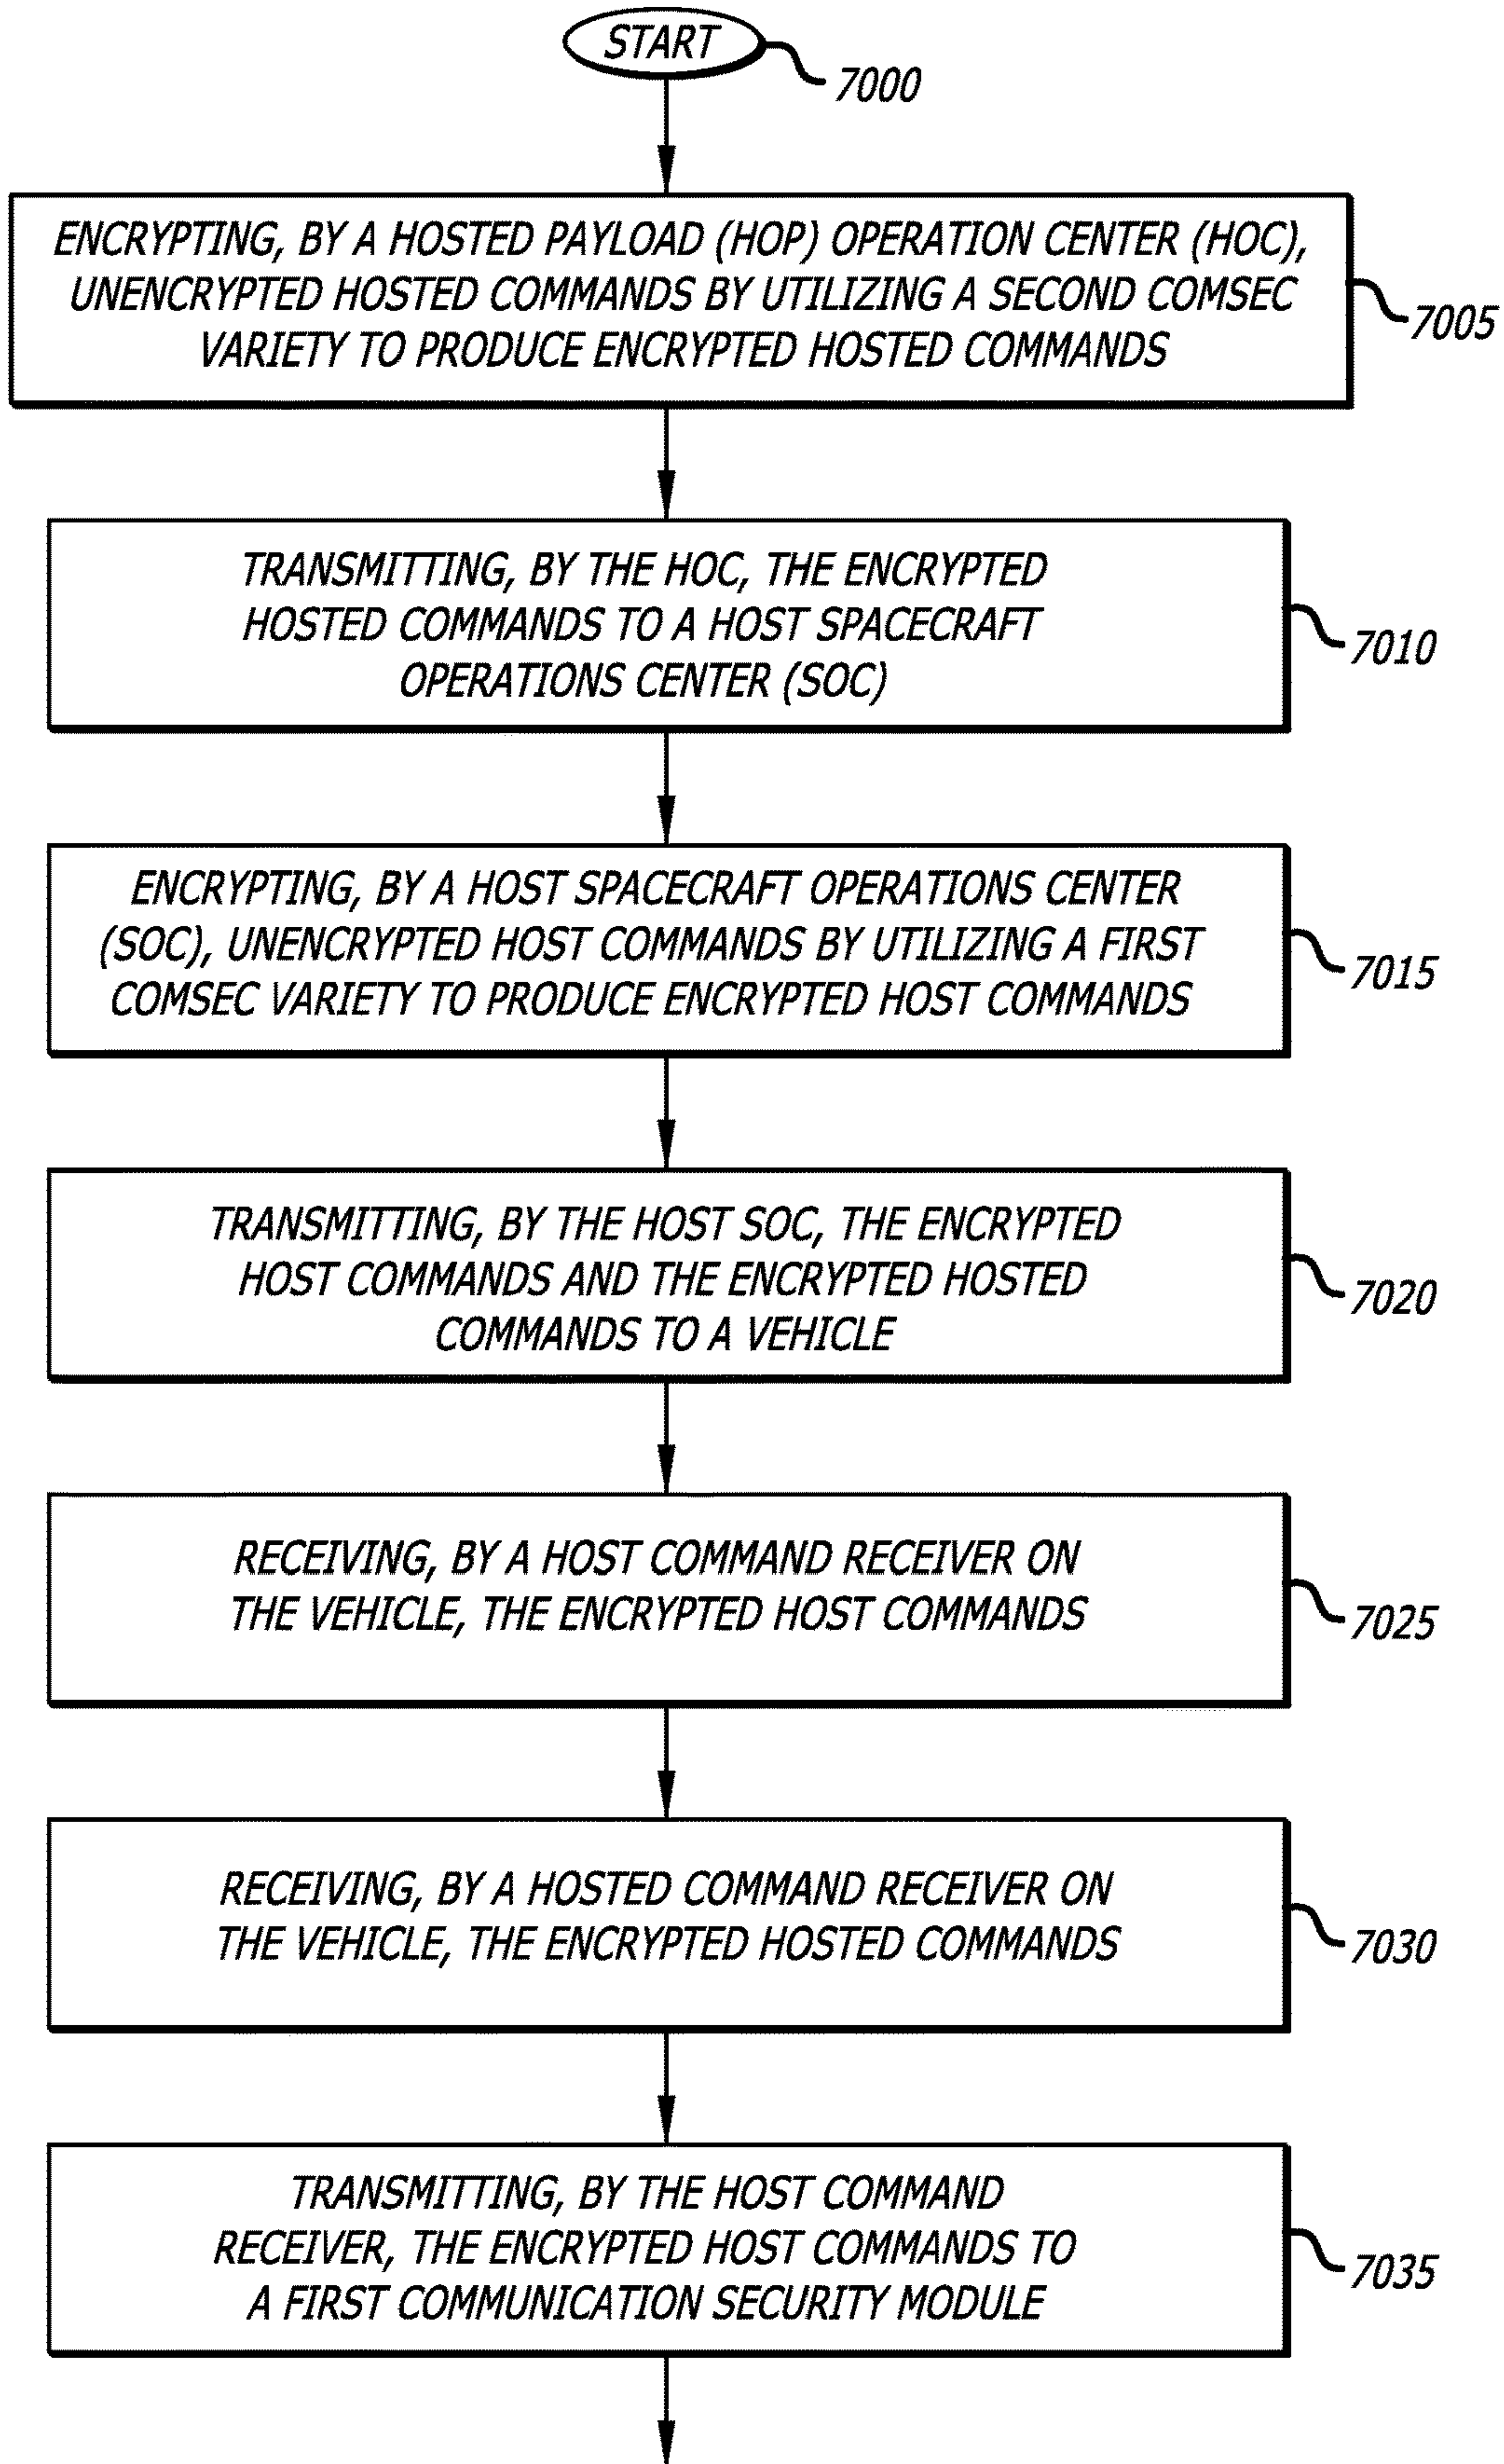 START
7000
ENCRYPTING, BY A HOSTED PAYLOAD (HOP) OPERATION CENTER (HOC),
UNENCRYPTED HOSTED COMMANDS BY UTILIZING A SECOND COMSEC
VARIETY TO PRODUCE ENCRYPTED HOSTED COMMANDS
7005
TRANSMITTING, BY THE HOC, THE ENCRYPTED
HOSTED COMMANDS TO A HOST SPACECRAFT
OPERATIONS CENTER (SOC)
7010
ENCRYPTING, BY A HOST SPACECRAFT OPERATIONS CENTER
(SOC), UNENCRYPTED HOST COMMANDS BY UTILIZING A FIRST
COMSEC VARIETY TO PRODUCE ENCRYPTED HOST COMMANDS
7015
TRANSMITTING, BY THE HOST SOC, THE ENCRYPTED
HOST COMMANDS AND THE ENCRYPTED HOSTED
COMMANDS TO A VEHICLE
7020
RECEIVING, BY A HOST COMMAND RECEIVER ON
THE VEHICLE, THE ENCRYPTED HOST COMMANDS
7025
RECEIVING, BY A HOSTED COMMAND RECEIVER ON
THE VEHICLE, THE ENCRYPTED HOSTED COMMANDS
7030
TRANSMITTING, BY THE HOST COMMAND
RECEIVER, THE ENCRYPTED HOST COMMANDS TO
A FIRST COMMUNICATION SECURITY MODULE
7035